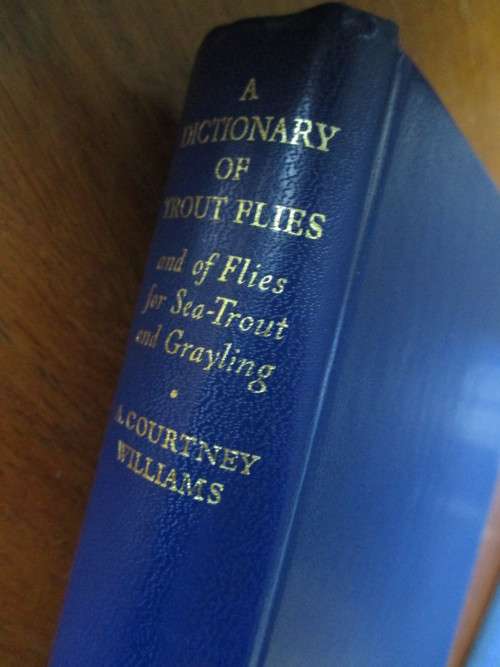 A
DICTIONARY
OF
TROUT FLIES
and of Flies
for Sea-Trout
and Grayling
·
A. COURTNEY
WILLIAMS